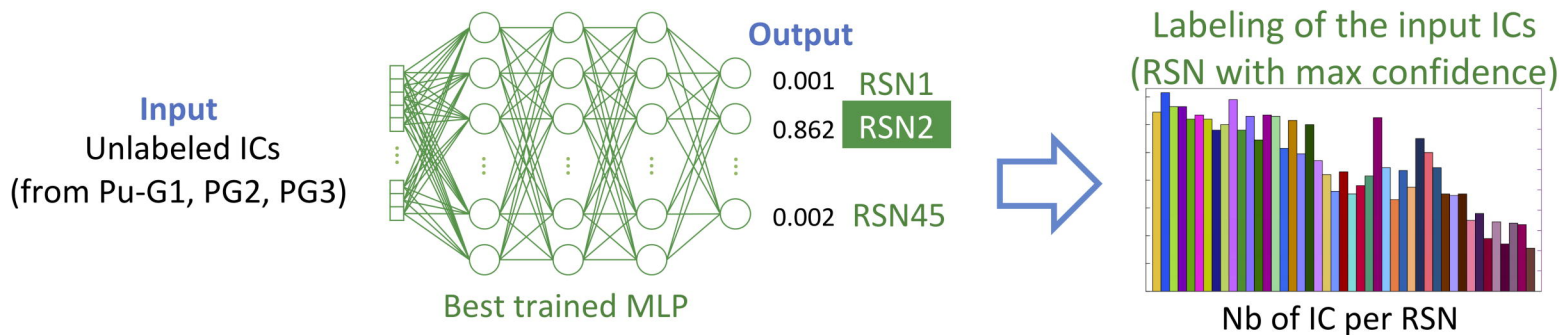 Input
Unlabeled ICs
(from Pu-G1, PG2, PG3)
Output
0.001 RSN1
0.862 RSN2
0.002 RSN45
Best trained MLP
Labeling of the input ICs
(RSN with max confidence)
Nb of IC per RSN